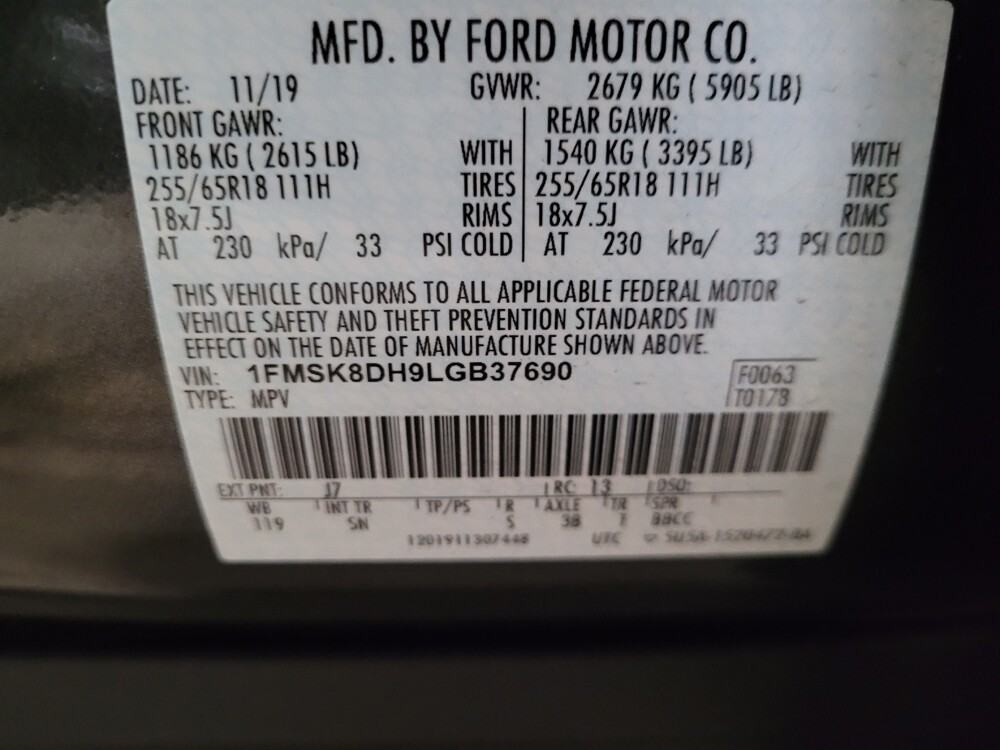 MFD. BY FORD MOTOR CO.
DATE: 11/19 GVWR: 2679 KG ( 5905 LB)
FRONT GAWR: REAR GAWR:
1186 KG ( 2615 LB) WITH 1540 KG ( 3395 LB) WITH
255/65R18 111H TIRES 255/65R18 111H TIRES
18x7.5J RIMS 18x7.5J RIMS
AT 230 kPa/ 33 PSI COLD AT 230 kPa/ 33 PSI COLD
THIS VEHICLE CONFORMS TO ALL APPLICABLE FEDERAL MOTOR
VEHICLE SAFETY AND THEFT PREVENTION STANDARDS IN
EFFECT ON THE DATE OF MANUFACTURE SHOWN ABOVE.
VIN: 1FMSK8DH9LGB37690 F0063
TYPE: MPV T0178
EXT PNT: J7 RC: 13 DSO:
WB INT TR TP/PS R AXLE TR SPR
119 SN S 3B T
1201911307448 UTC